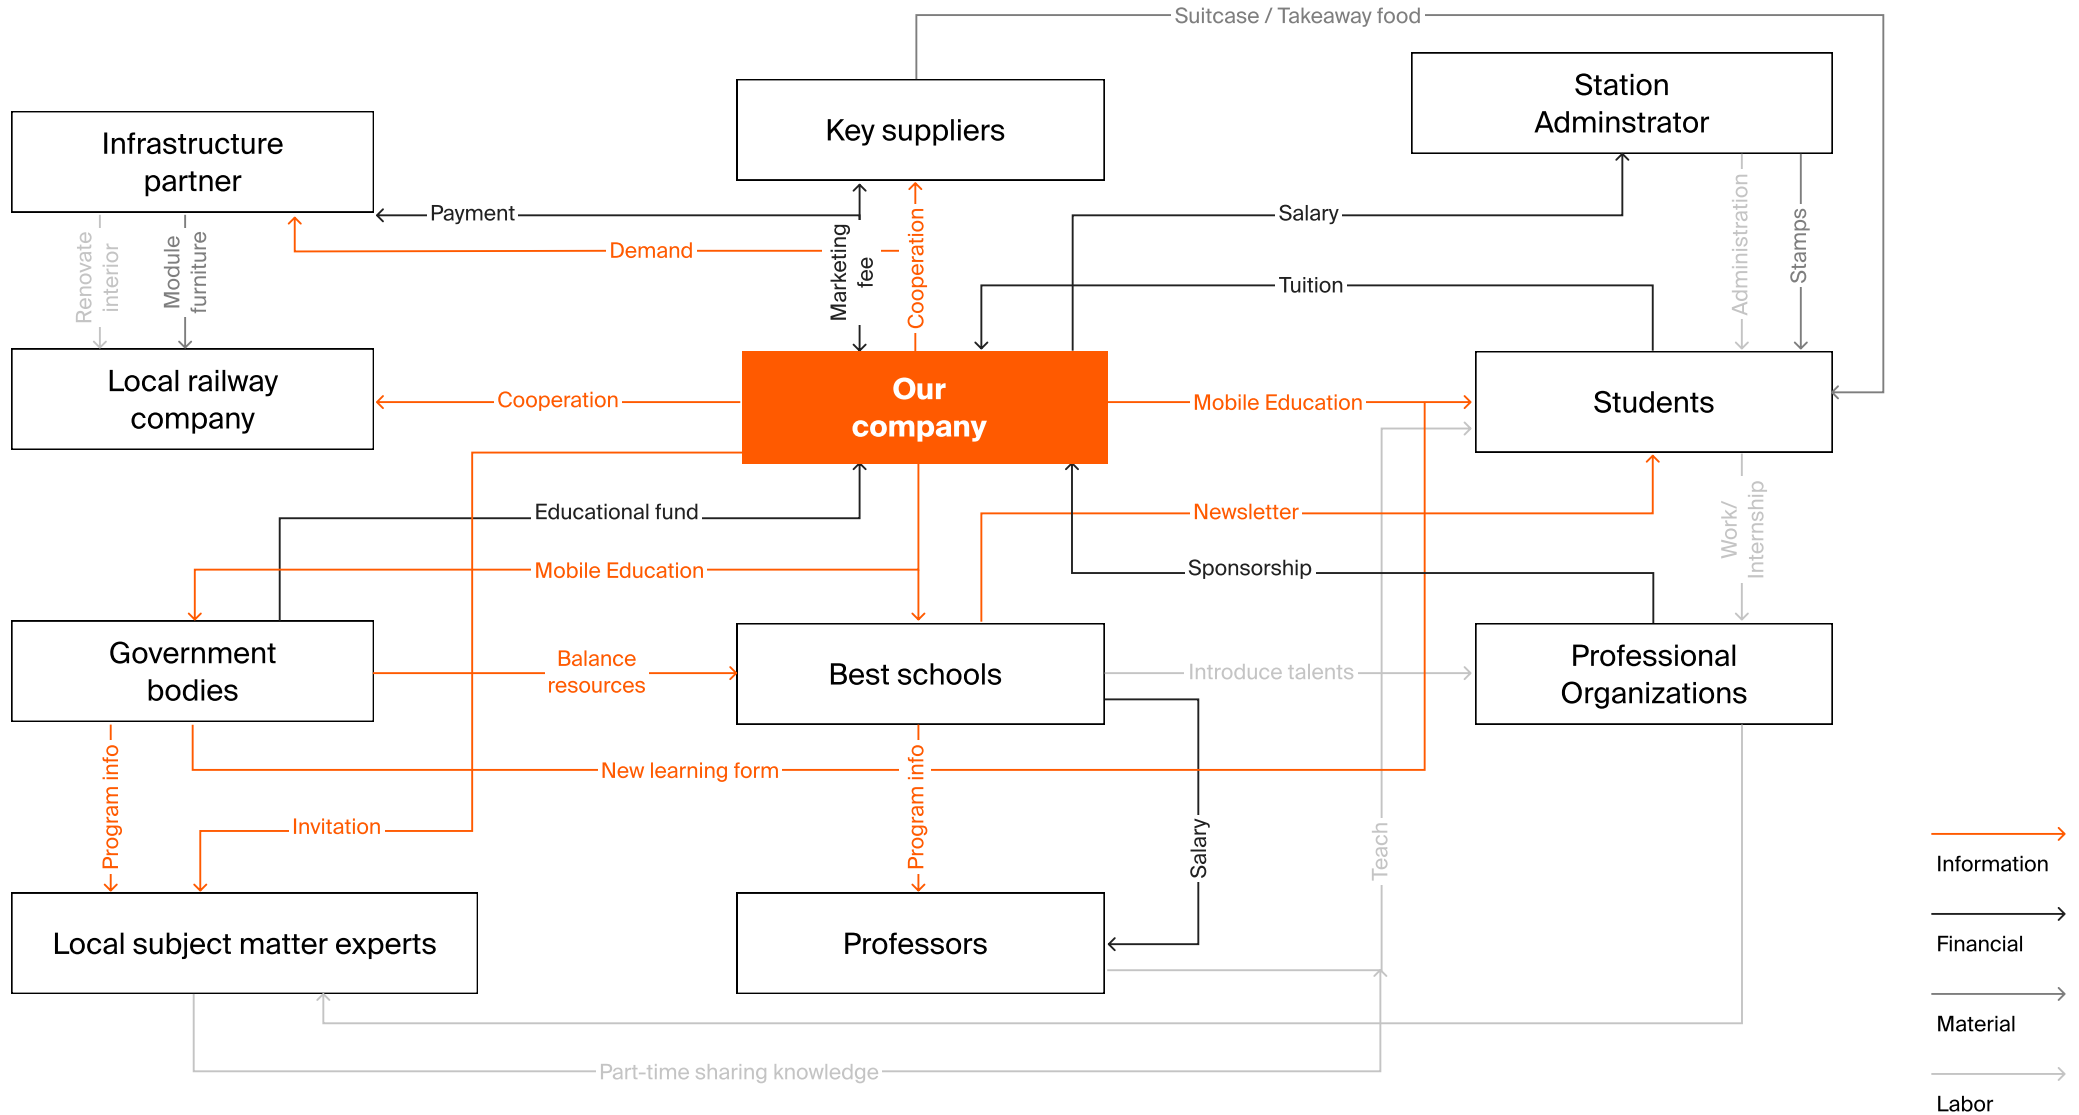 Suitcase / Takeaway food
Station
Adminstrator
Key suppliers
Infrastructure
partner
Payment
Salary
Demand
Renovate
interior
Module
furniture
Marketing
fee
Cooperation
Administration
Stamps
Tuition
Local railway
company
Cooperation
Our
company
Mobile Education
Students
Educational fund
Newsletter
Work/
Internship
Mobile Education
Sponsorship
Government
bodies
Balance
resources
Best schools
Introduce talents
Professional
Organizations
New learning form
Program info
Program info
Invitation
Salary
Teach
Information
Local subject matter experts
Professors
Financial
Material
Part-time sharing knowledge
Labor